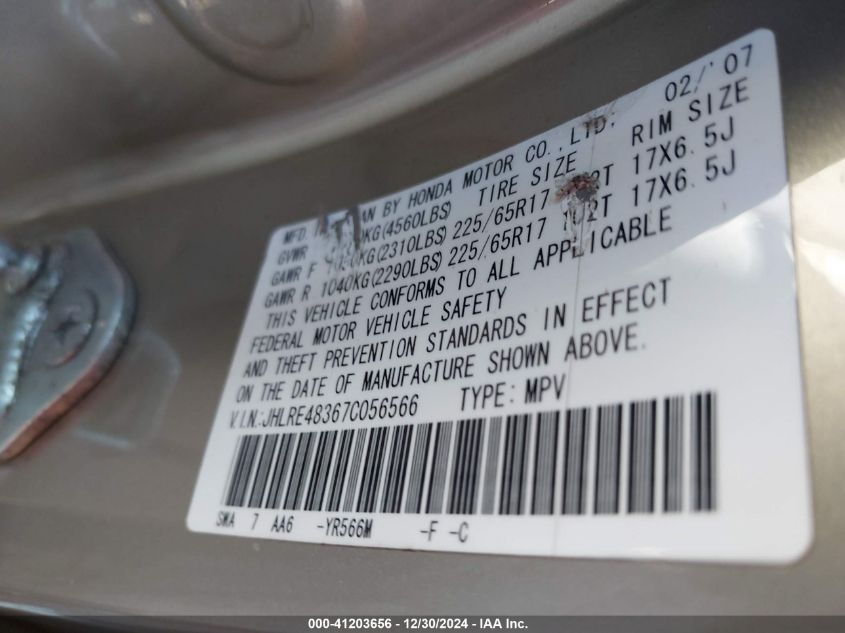 MFD. BY HONDA MOTOR CO., LTD. 02/'07
GVWR (4560LBS) TIRE SIZE RIM SIZE
GAWR F (2310LBS) 225/65R17 102T 17X6.5J
GAWR R 1040KG(2290LBS) 225/65R17 102T 17X6.5J
THIS VEHICLE CONFORMS TO ALL APPLICABLE
FEDERAL MOTOR VEHICLE SAFETY
AND THEFT PREVENTION STANDARDS IN EFFECT
ON THE DATE OF MANUFACTURE SHOWN ABOVE.
V.I.N:JHLRE48367C056566 TYPE: MPV
SWA 7 AA6 -YR566M -F -C
000-41203656 - 12/30/2024 - IAA Inc.